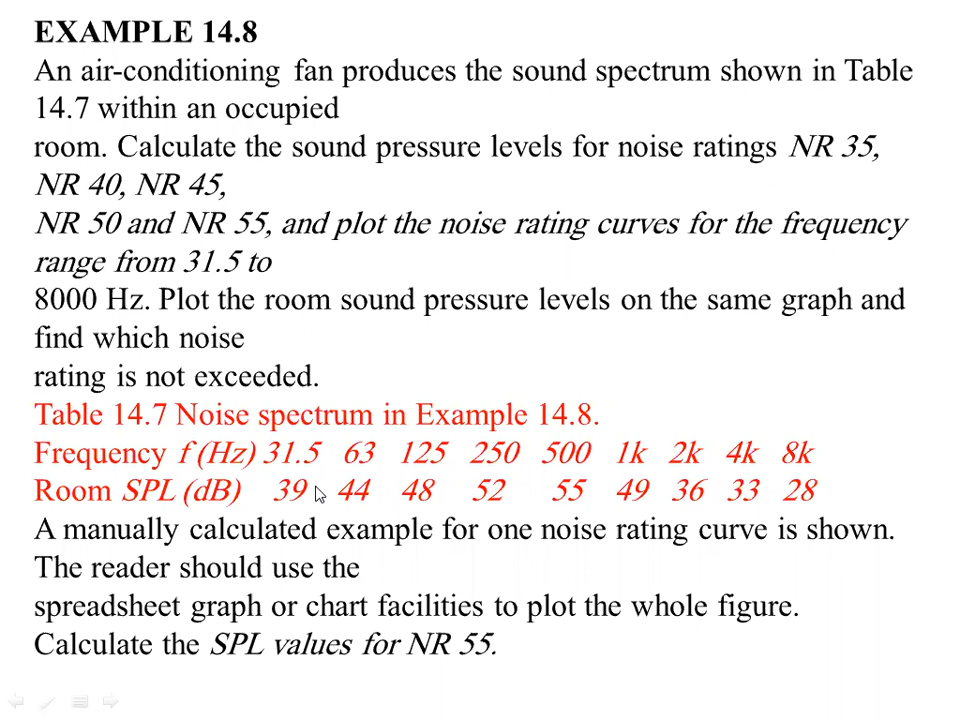 EXAMPLE 14.8
An air-conditioning fan produces the sound spectrum shown in Table
14.7 within an occupied
room. Calculate the sound pressure levels for noise ratings NR 35,
NR 40, NR 45,
NR 50 and NR 55, and plot the noise rating curves for the frequency
range from 31.5 to
8000 Hz. Plot the room sound pressure levels on the same graph and
find which noise
rating is not exceeded.
Table 14.7 Noise spectrum in Example 14.8.
Frequency f (Hz) 31.5 63 125 250 500 1k 2k 4k 8k
Room SPL (dB) 39 44 48 52 55 49 36 33 28
A manually calculated example for one noise rating curve is shown.
The reader should use the
spreadsheet graph or chart facilities to plot the whole figure.
Calculate the SPL values for NR 55.